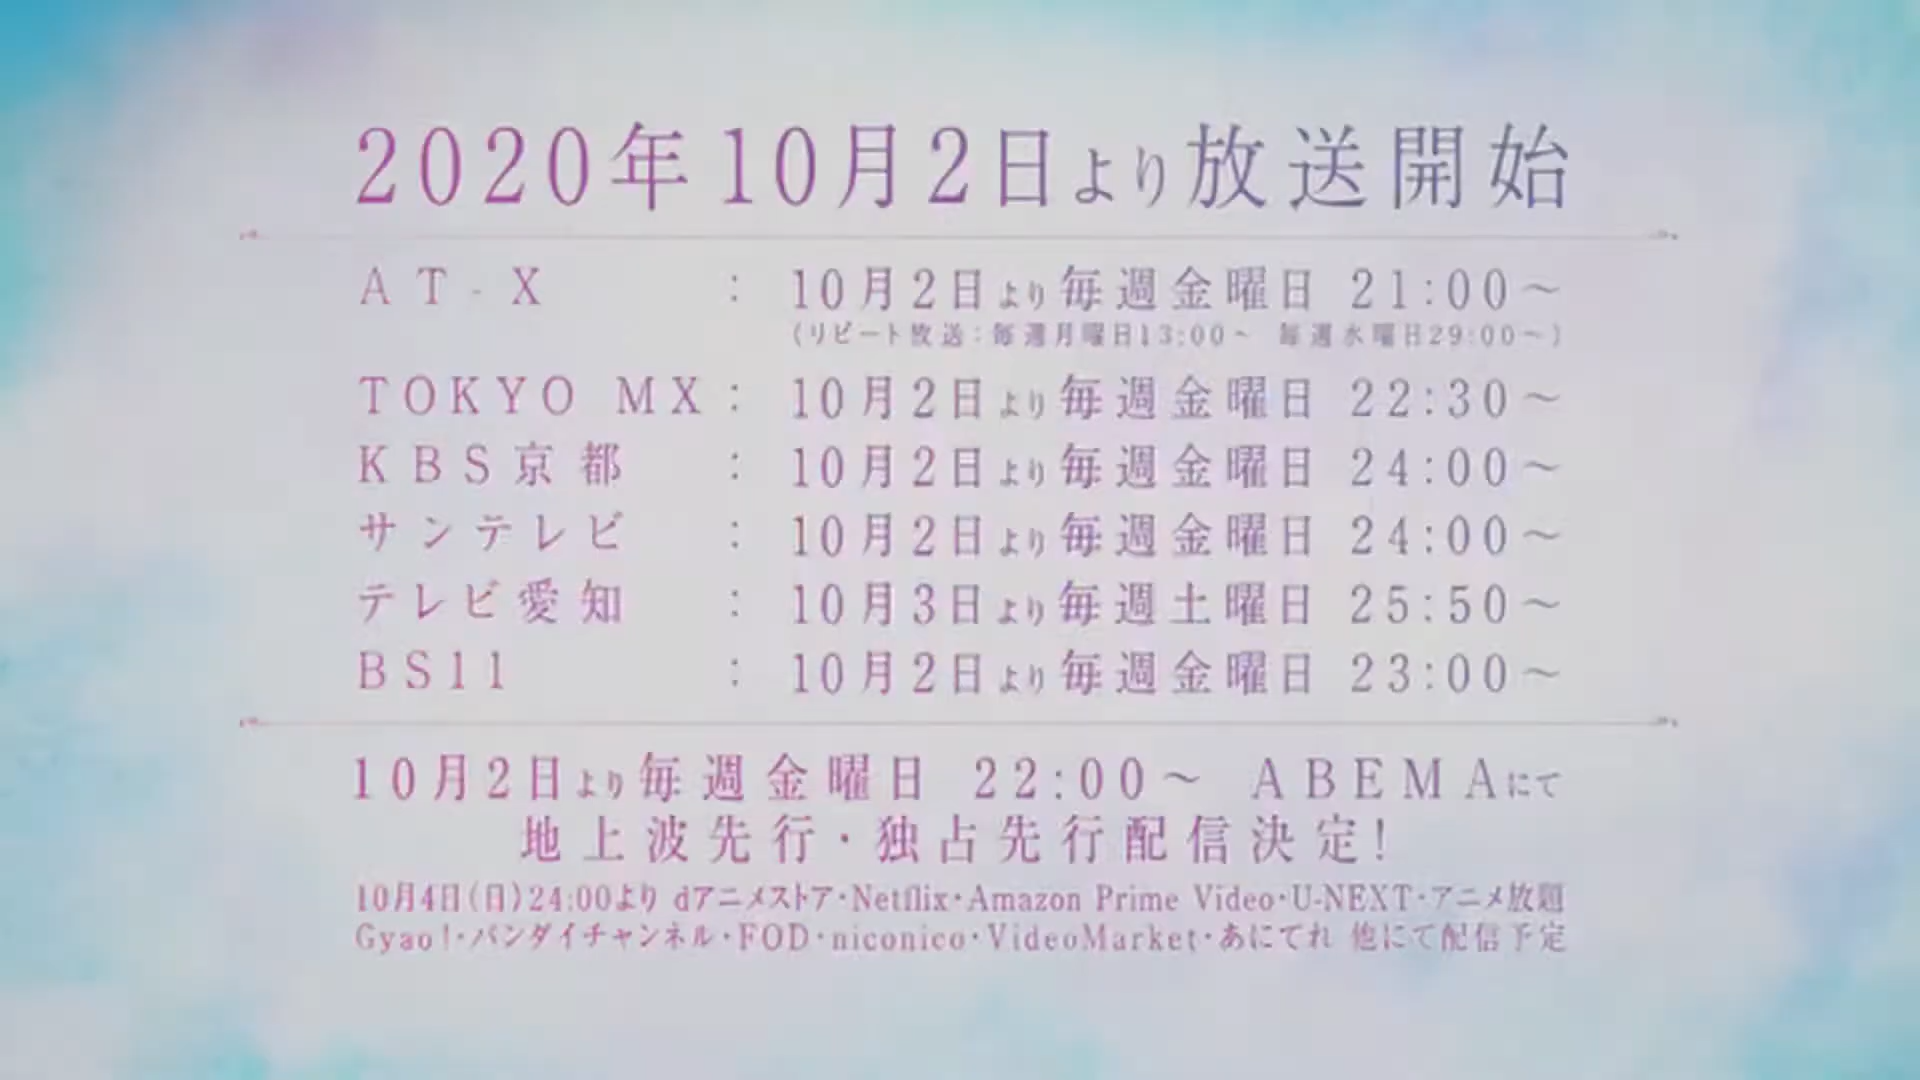 2020年10月2日より放送開始
AT-X : 10月2日より毎週金曜日 21:00～
(リピート放送:毎週月曜日13:00～ 毎週水曜日29:00～)
TOKYO MX : 10月2日より毎週金曜日 22:30～
KBS京都 : 10月2日より毎週金曜日 24:00～
サンテレビ : 10月2日より毎週金曜日 24:00～
テレビ愛知 : 10月3日より毎週土曜日 25:50～
BS11 : 10月2日より毎週金曜日 23:00～
10月2日より毎週金曜日 22:00～ ABEMAにて
地上波先行・独占先行配信決定!
10月4日(日)24:00より dアニメストア・Netflix・Amazon Prime Video・U-NEXT・アニメ放題
Gyao!・バンダイチャンネル・FOD・niconico・VideoMarket・あにてれ 他にて配信予定